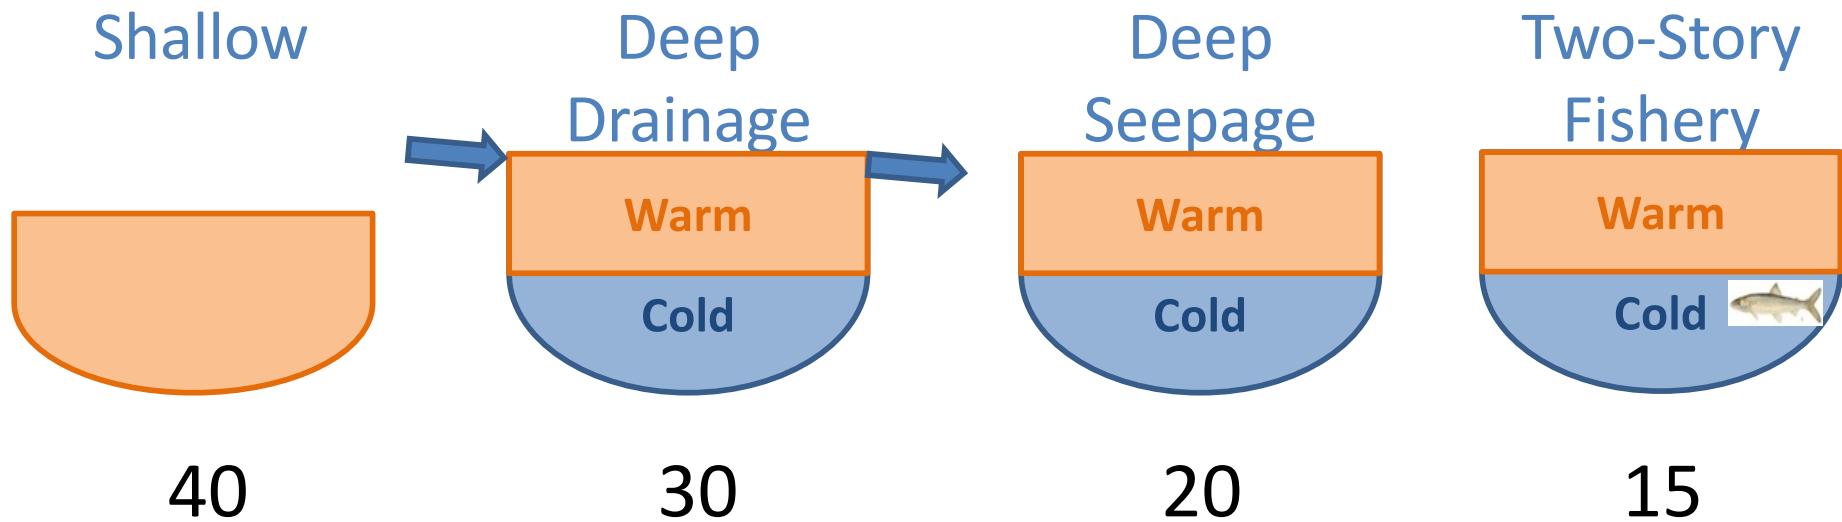 Shallow
Deep
Drainage
Deep
Seepage
Two-Story
Fishery
Warm
Cold
Warm
Cold
Warm
Cold
40
30
20
15